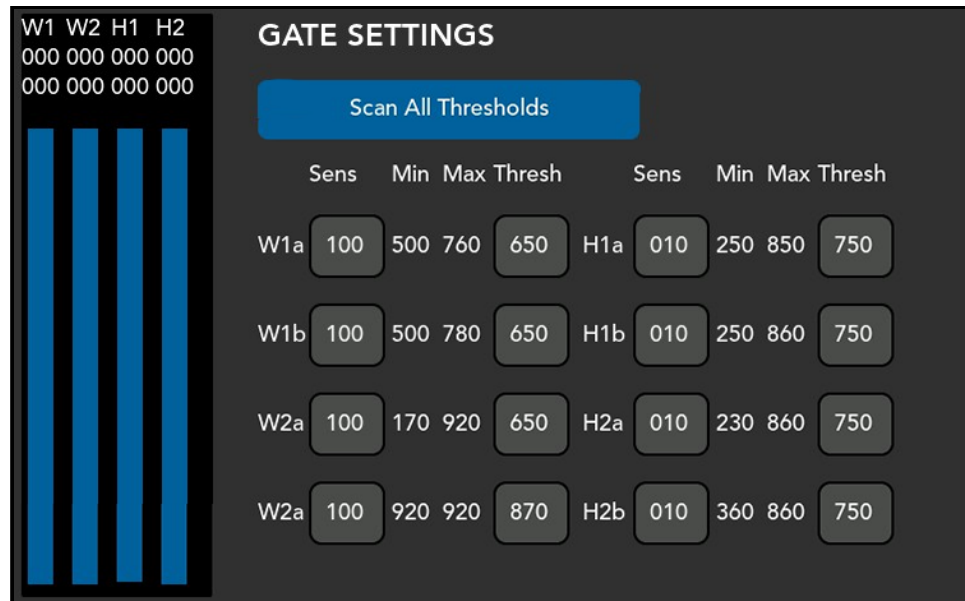 W1 W2 H1 H2
000 000 000 000
000 000 000 000
GATE SETTINGS
Scan All Thresholds
Sens Min Max Thresh Sens Min Max Thresh
W1a 100 500 760 650 H1a 010 250 850 750
W1b 100 500 780 650 H1b 010 250 860 750
W2a 100 170 920 650 H2a 010 230 860 750
W2a 100 920 920 870 H2b 010 360 860 750